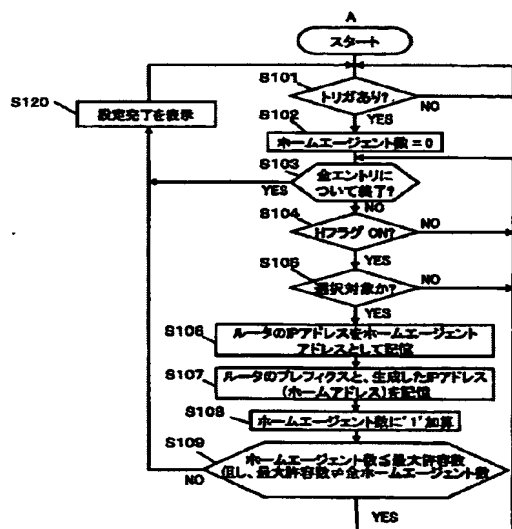 A
スタート
S101
トリガあり?
NO
YES
S120
設定完了を表示
S102
ホームエージェント数=0
S103
全エントリに
ついて終了?
YES
NO
S104
Hフラグ ON?
NO
YES
S105
選択対象か?
NO
YES
S106
ルータのIPアドレスをホームエージェント
アドレスとして記憶
S107
ルータのプレフィクスと、生成したIPアドレス
(ホームアドレス)を記憶
S108
ホームエージェント数に'1'加算
S109
ホームエージェント数≦最大許容数
但し、最大許容数≠全ホームエージェント数
NO
YES